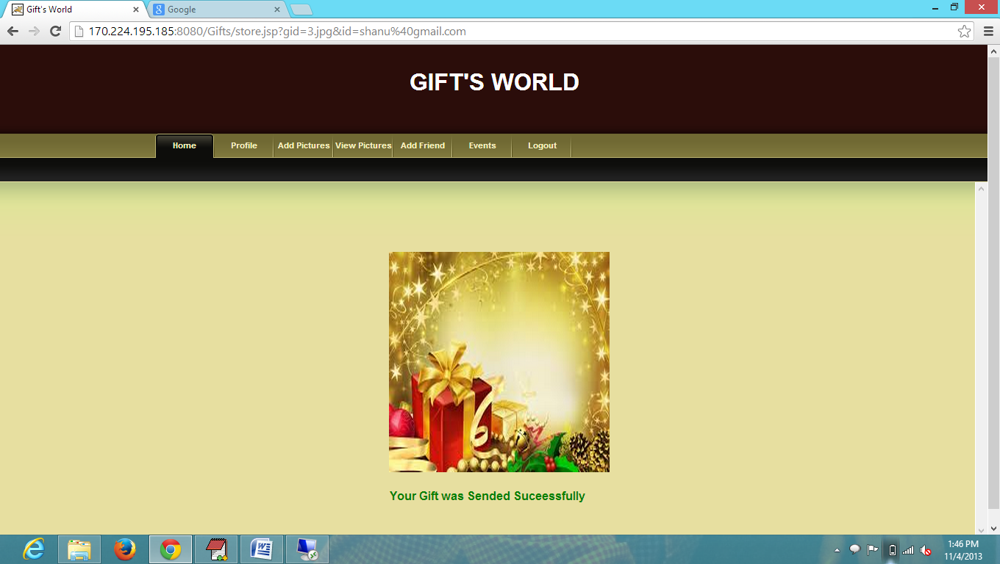 Gift's World
Google
170.224.195.185:8080/Gifts/store.jsp?gid=3.jpg&id=shanu%40gmail.com
GIFT'S WORLD
Home Profile Add Pictures View Pictures Add Friend Events Logout
Your Gift was Sended Suceessfully
1:46 PM
11/4/2013